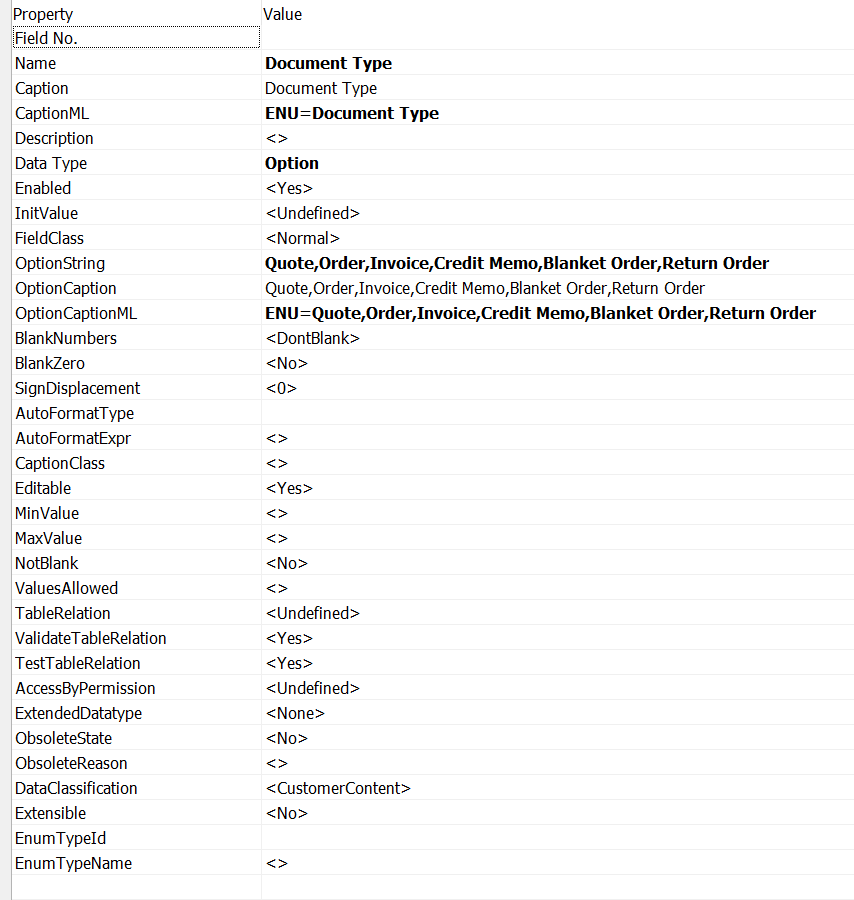 Property Value
Field No.
Name Document Type
Caption Document Type
CaptionML ENU=Document Type
Description <>
Data Type Option
Enabled <Yes>
InitValue <Undefined>
FieldClass <Normal>
OptionString Quote,Order,Invoice,Credit Memo,Blanket Order,Return Order
OptionCaption Quote,Order,Invoice,Credit Memo,Blanket Order,Return Order
OptionCaptionML ENU=Quote,Order,Invoice,Credit Memo,Blanket Order,Return Order
BlankNumbers <DontBlank>
BlankZero <No>
SignDisplacement <0>
AutoFormatType
AutoFormatExpr <>
CaptionClass <>
Editable <Yes>
MinValue <>
MaxValue <>
NotBlank <No>
ValuesAllowed <>
TableRelation <Undefined>
ValidateTableRelation <Yes>
TestTableRelation <Yes>
AccessByPermission <Undefined>
ExtendedDatatype <None>
ObsoleteState <No>
ObsoleteReason <>
DataClassification <CustomerContent>
Extensible <No>
EnumTypeId
EnumTypeName <>